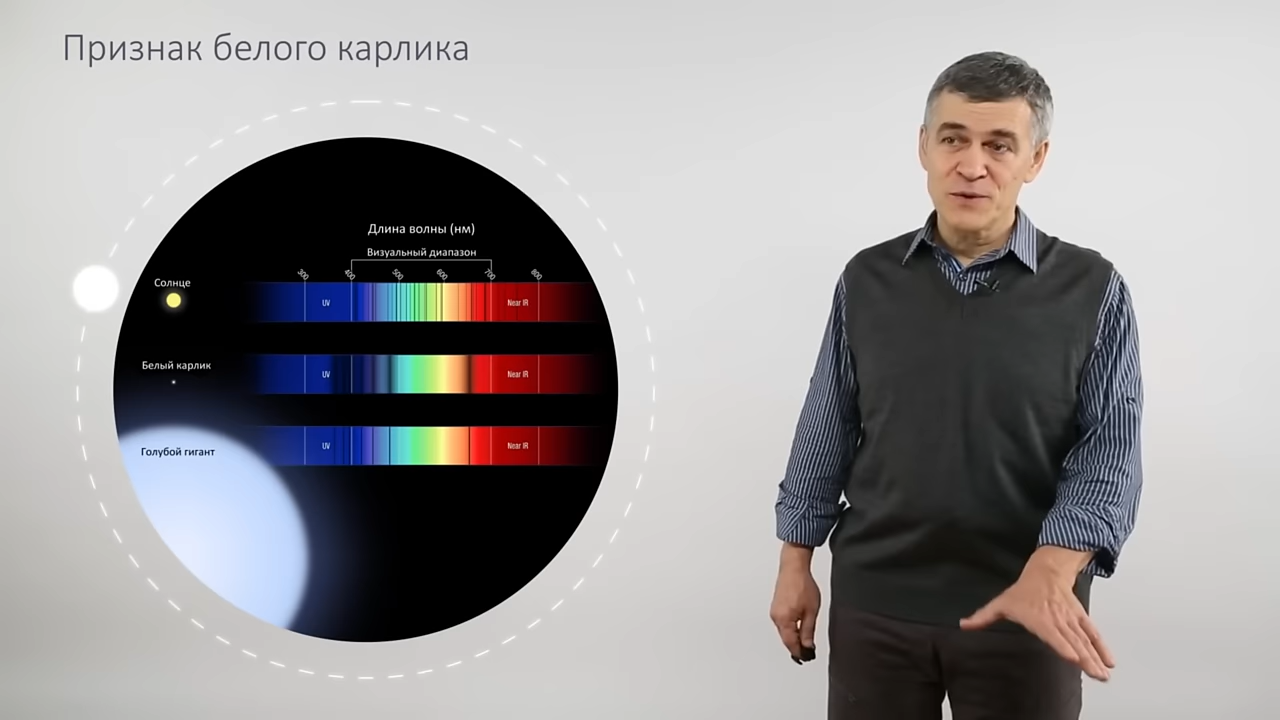 Признак белого карлика
Длина волны (нм)
Визуальный диапазон
300 400 500 600 700 800
Солнце
UV
Near IR
Белый карлик
UV
Near IR
Голубой гигант
UV
Near IR